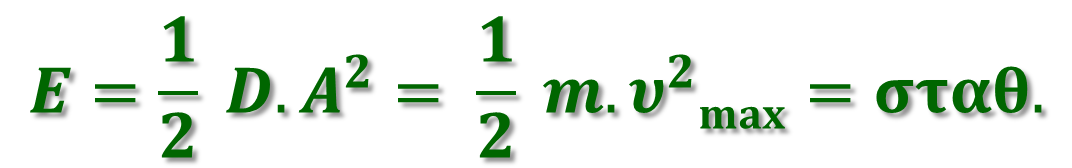 E = 1/2 D. A² = 1/2 m. υ²max = σταθ.